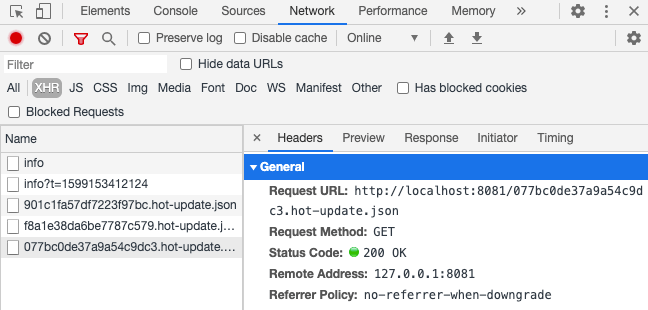 Elements Console Sources Network Performance Memory »
Preserve log Disable cache Online
Filter Hide data URLs
All XHR JS CSS Img Media Font Doc WS Manifest Other Has blocked cookies
Blocked Requests
Name
info
info?t=1599153412124
901c1fa57df7223f97bc.hot-update.json
f8a1e38da6be7787c579.hot-update.j...
077bc0de37a9a54c9dc3.hot-update....
× Headers Preview Response Initiator Timing
General
Request URL: http://localhost:8081/077bc0de37a9a54c9d
c3.hot-update.json
Request Method: GET
Status Code: 200 OK
Remote Address: 127.0.0.1:8081
Referrer Policy: no-referrer-when-downgrade